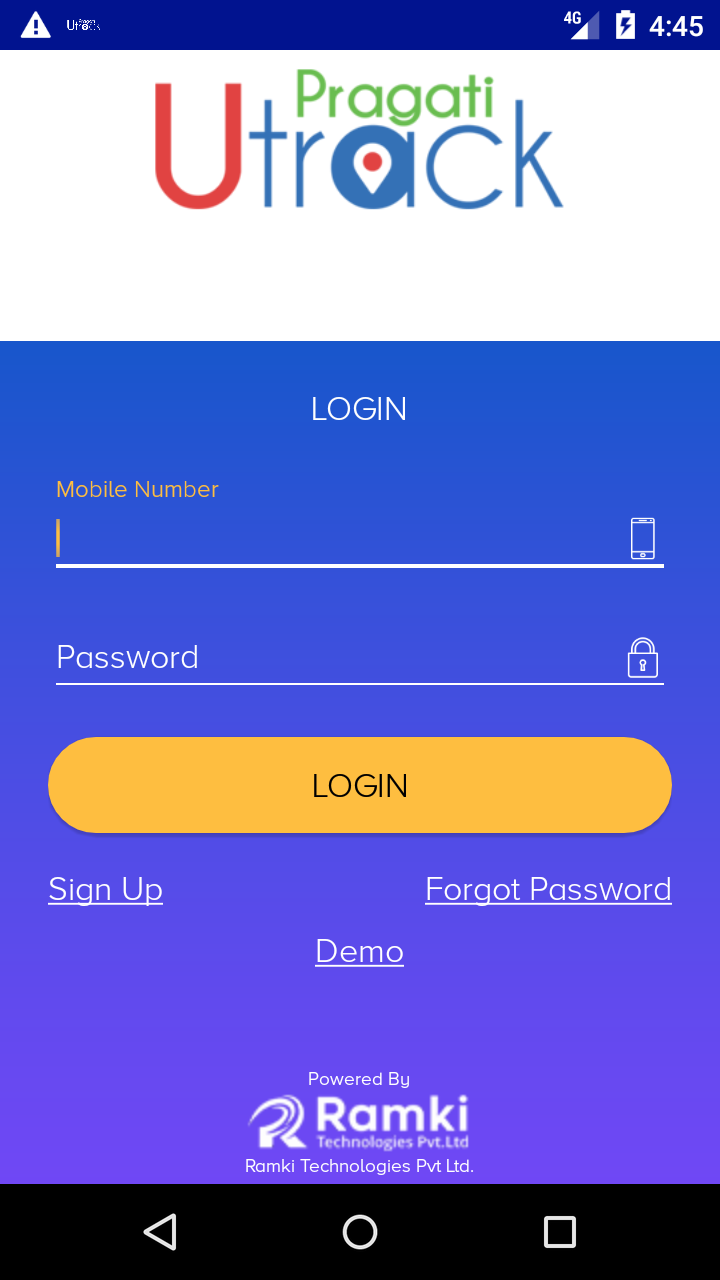 4G 4:45
Pragati
Utrack
LOGIN
Mobile Number
Password
LOGIN
Sign Up Forgot Password
Demo
Powered By
Ramki
Technologies Pvt.Ltd
Ramki Technologies Pvt Ltd.